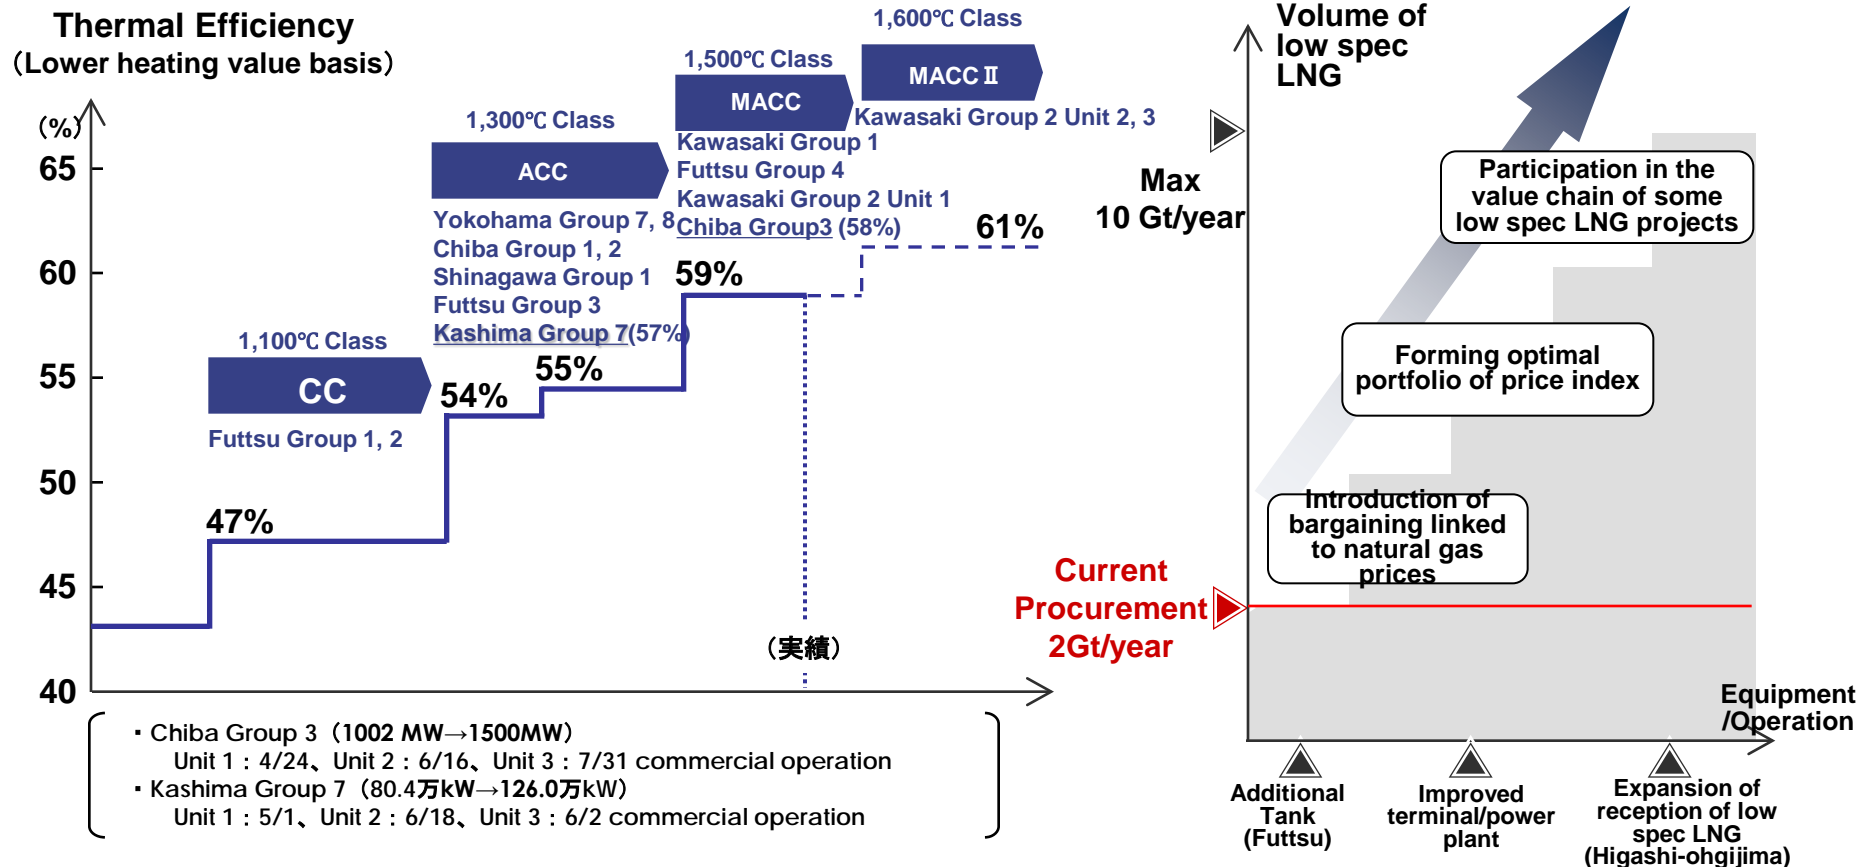 Thermal Efficiency
（Lower heating value basis）
(%)
65
60
55
50
45
40
1,100℃ Class
CC
Futtsu Group 1, 2
47%
1,300℃ Class
ACC
Yokohama Group 7, 8
Chiba Group 1, 2
Shinagawa Group 1
Futtsu Group 3
Kashima Group 7(57%)
54%
55%
1,500℃ Class
MACC
Kawasaki Group 1
Futtsu Group 4
Kawasaki Group 2 Unit 1
Chiba Group3 (58%)
59%
1,600℃ Class
MACCⅡ
Kawasaki Group 2 Unit 2, 3
61%
（実績）
・Chiba Group 3（1002 MW→1500MW）
Unit 1：4/24、Unit 2：6/16、Unit 3：7/31 commercial operation
・Kashima Group 7（80.4万kW→126.0万kW）
Unit 1：5/1、Unit 2：6/18、Unit 3：6/2 commercial operation
Volume of
low spec
LNG
Max
10 Gt/year
Participation in the
value chain of some
low spec LNG projects
Forming optimal
portfolio of price index
Introduction of
bargaining linked
to natural gas
prices
Current
Procurement
2Gt/year
Equipment
/Operation
Additional
Tank
(Futtsu)
Improved
terminal/power
plant
Expansion of
reception of low
spec LNG
(Higashi-ohgijima)